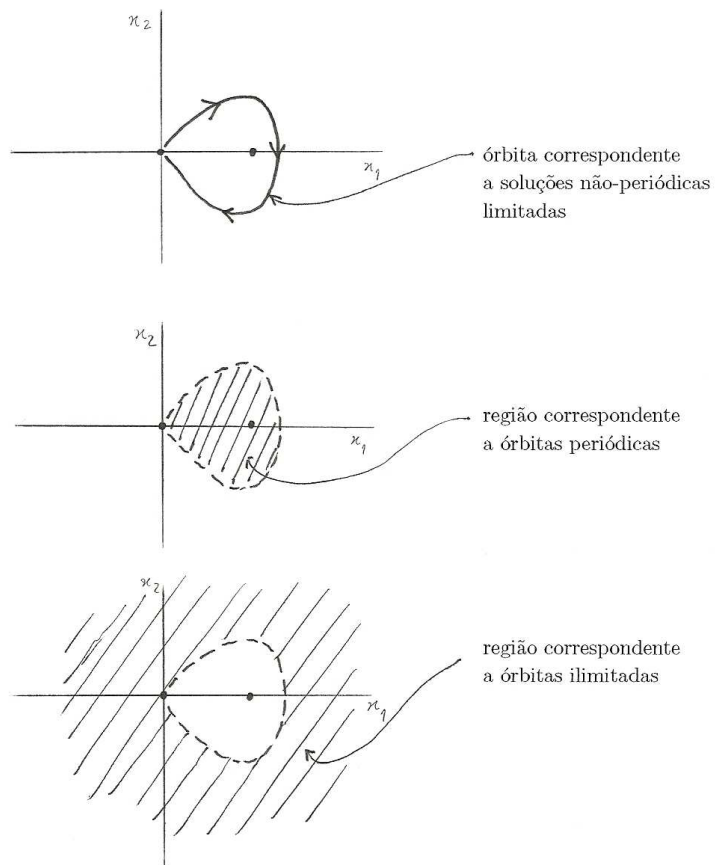 x₂
x₁
órbita correspondente
a soluções não-periódicas
limitadas
x₂
x₁
região correspondente
a órbitas periódicas
x₂
x₁
região correspondente
a órbitas ilimitadas